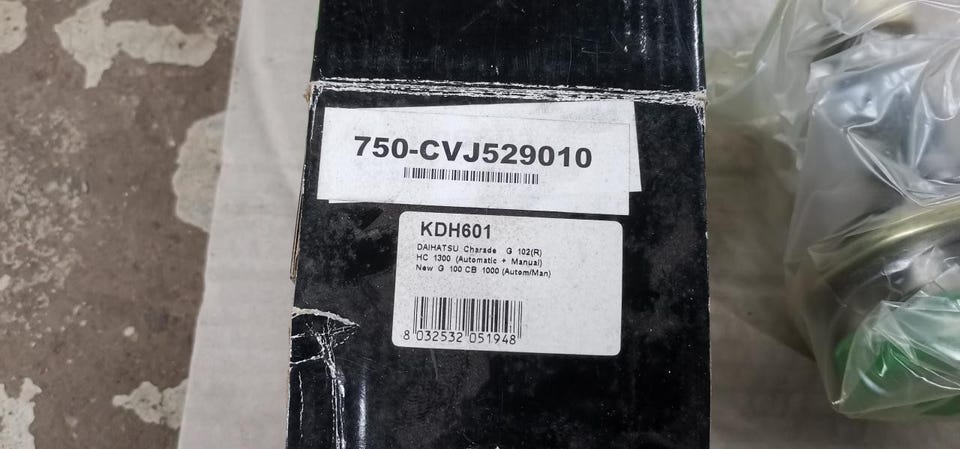 750-CVJ529010
KDH601
DAIHATSU Charade G 102(R)
HC 1300 (Automatic + Manual)
New G 100 CB 1000 (Autom/Man)
8 032532 051948